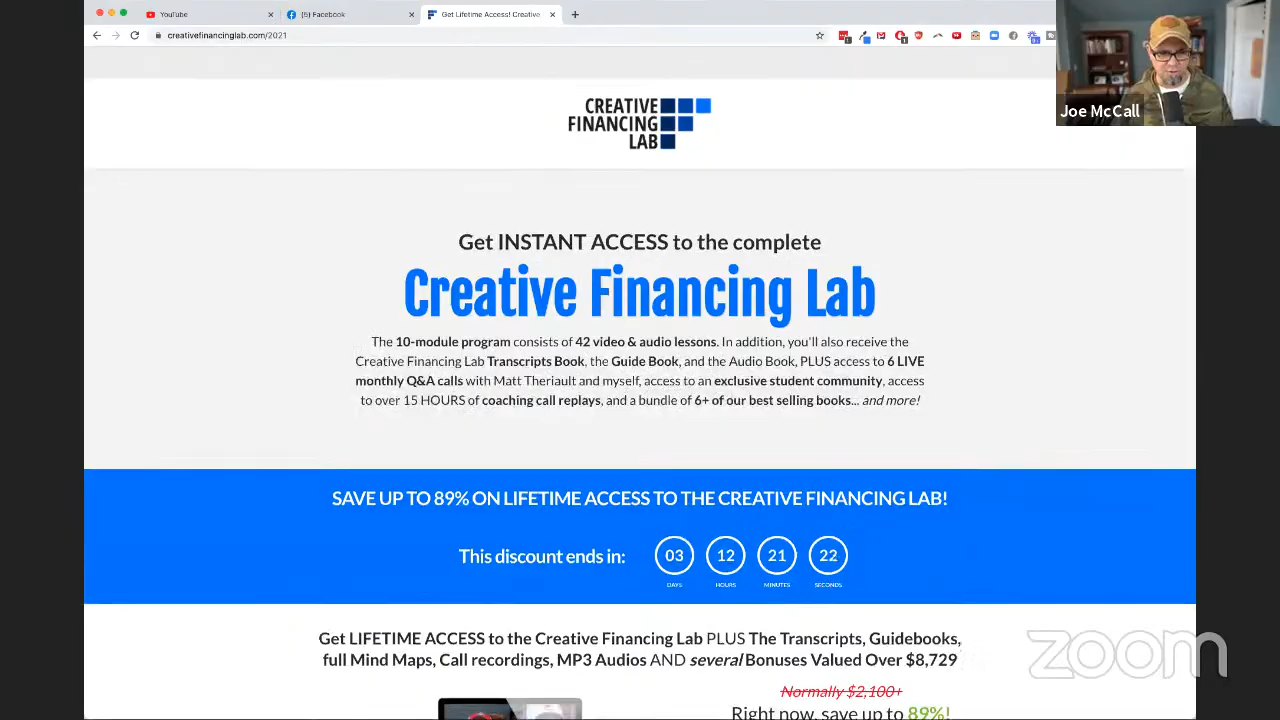 YouTube
(5) Facebook
Get Lifetime Access! Creative
creativefinancinglab.com/2021
Joe McCall
CREATIVE
FINANCING
LAB
Get INSTANT ACCESS to the complete
Creative Financing Lab
The 10-module program consists of 42 video & audio lessons. In addition, you'll also receive the
Creative Financing Lab Transcripts Book, the Guide Book, and the Audio Book, PLUS access to 6 LIVE
monthly Q&A calls with Matt Theriault and myself, access to an exclusive student community, access
to over 15 HOURS of coaching call replays, and a bundle of 6+ of our best selling books... and more!
SAVE UP TO 89% ON LIFETIME ACCESS TO THE CREATIVE FINANCING LAB!
This discount ends in:
03 12 21 22
DAYS HOURS MINUTES SECONDS
Get LIFETIME ACCESS to the Creative Financing Lab PLUS The Transcripts, Guidebooks,
full Mind Maps, Call recordings, MP3 Audios AND several Bonuses Valued Over $8,729
Normally $2,100+
Right now, save up to 89%!
zoom